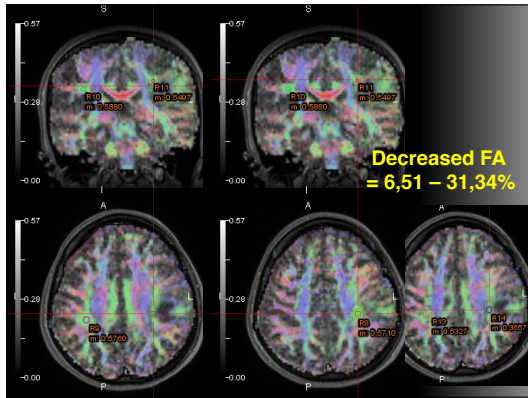 S
S
0.57
0.57
R10
m: 0.5880
R11
m: 0.5497
R10
m: 0.5880
R11
m: 0.5497
0.28
0.28
I
I
Decreased FA
= 6,51 – 31,34%
0.00
0.00
I
I
A
A
A
0.57
0.57
L
L
0.28
0.28
R9
m: 0.5760
R8
m: 0.5710
R13
m: 0.5327
R14
m: 0.3657
0.00
0.00
P
P
P